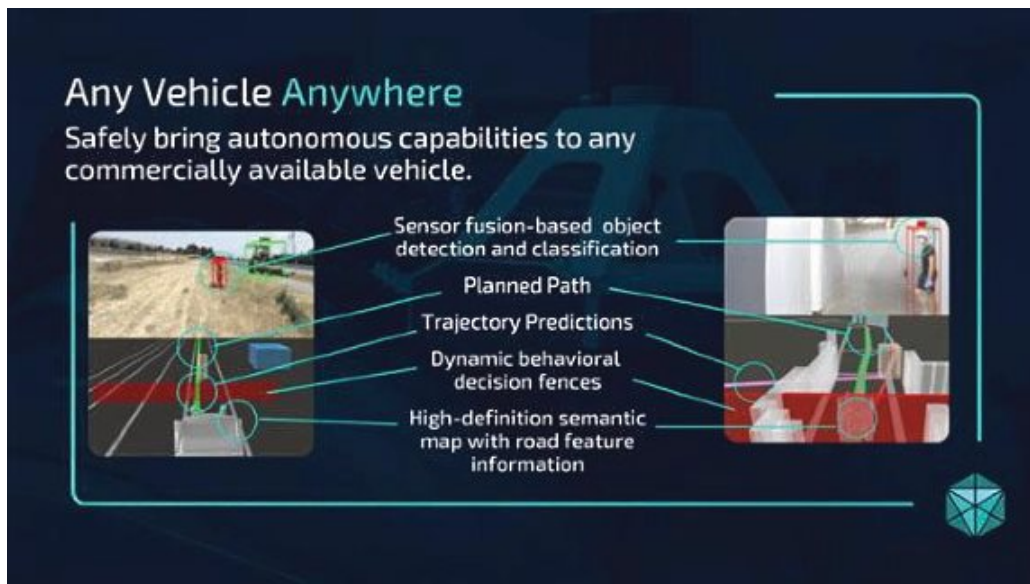 Any Vehicle Anywhere
Safely bring autonomous capabilities to any
commercially available vehicle.
Sensor fusion-based object
detection and classification
Planned Path
Trajectory Predictions
Dynamic behavioral
decision fences
High-definition semantic
map with road feature
information